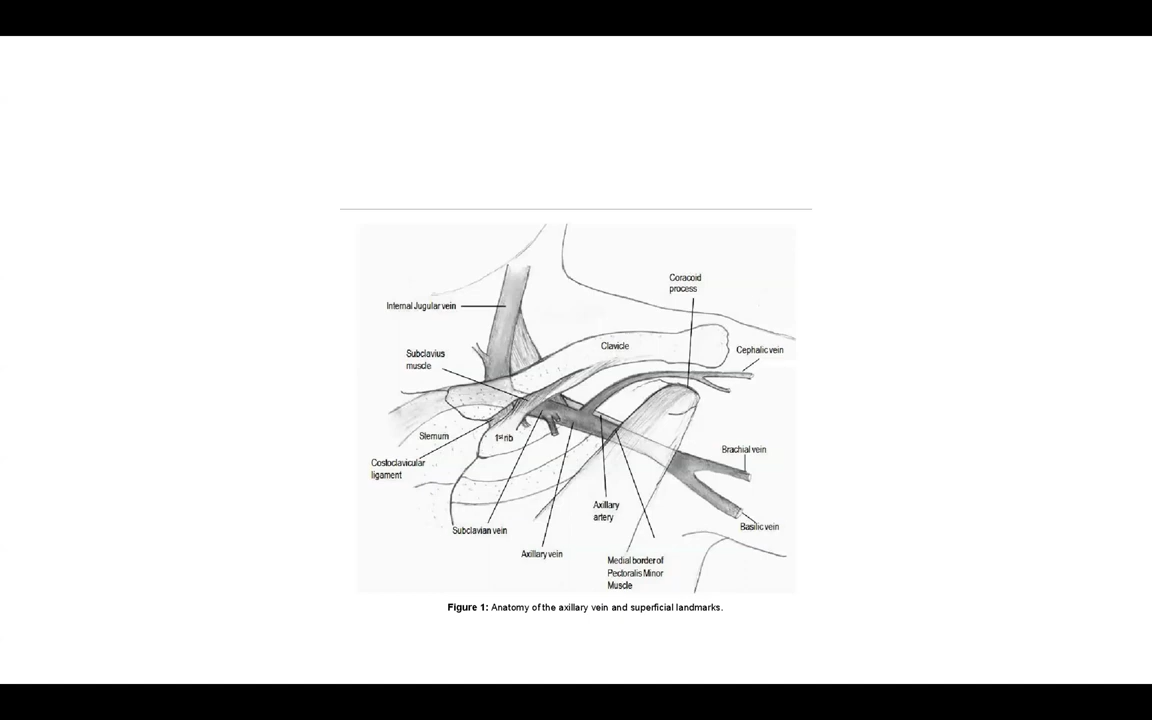 Coracoid
process
Internal Jugular vein
Clavicle
Cephalic vein
Subclavius
muscle
Sternum
1st rib
Brachial vein
Costoclavicular
ligament
Axillary
artery
Subclavian vein
Basilic vein
Axillary vein
Medial border of
Pectoralis Minor
Muscle
Figure 1: Anatomy of the axillary vein and superficial landmarks.